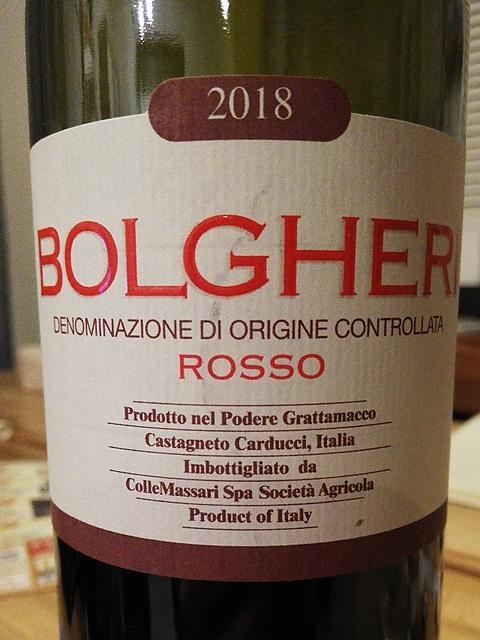 2018
BOLGHERI
DENOMINAZIONE DI ORIGINE CONTROLLATA
ROSSO
Prodotto nel Podere Grattamacco
Castagneto Carducci, Italia
Imbottigliato da
ColleMassari Spa Società Agricola
Product of Italy